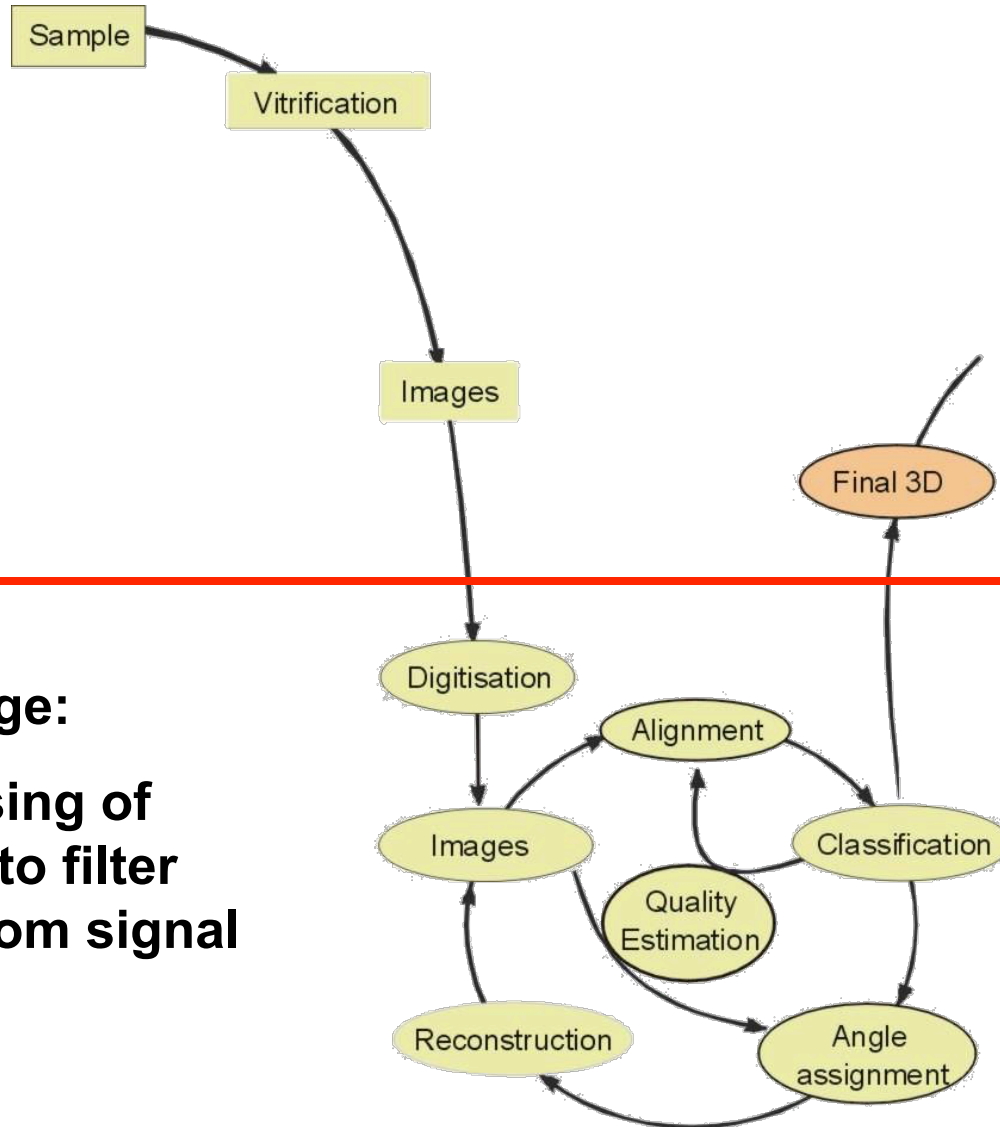 Sample
Vitrification
Images
Final 3D
Digitisation
Alignment
Images
Classification
Quality
Estimation
Reconstruction
Angle
assignment
ge:
sing of
to filter
om signal